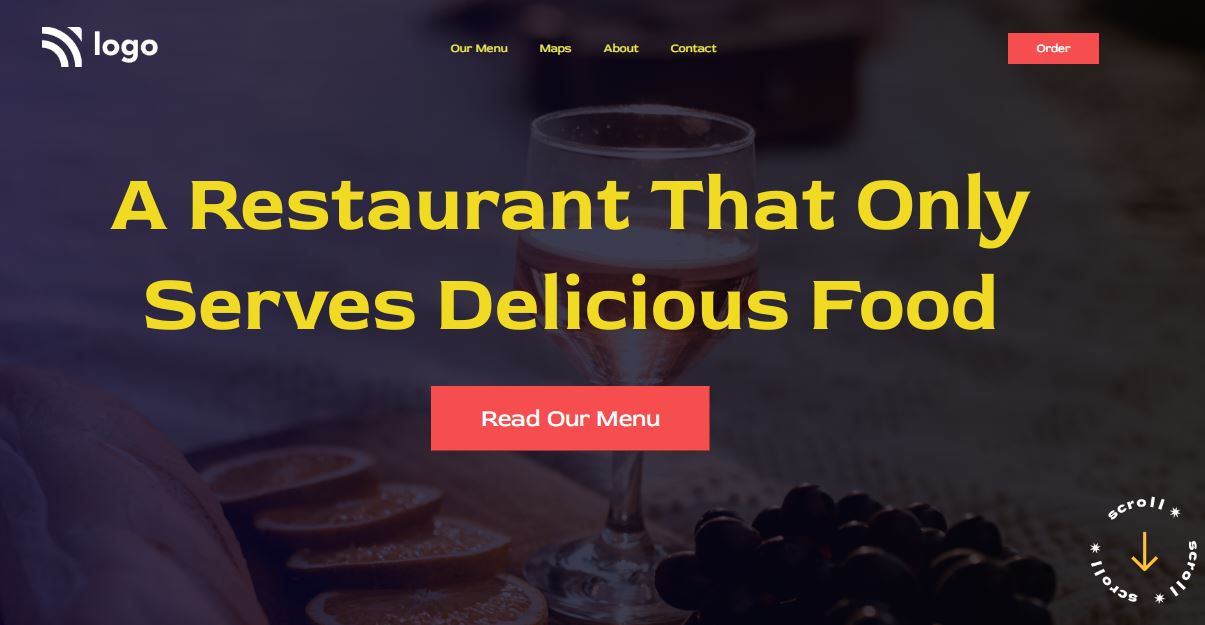 logo
Our Menu
Maps
About
Contact
Order
A Restaurant That Only
Serves Delicious Food
Read Our Menu
scroll * scroll * scroll * scroll *